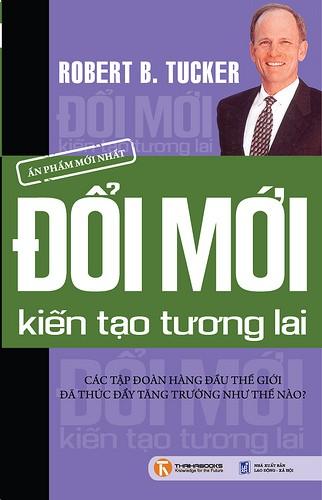 ROBERT B. TUCKER
ĐỔI MỚI
kiến tạo tương lai
ẤN PHẨM MỚI NHẤT
ĐỔI MỚI
kiến tạo tương lai
ĐỔI MỚI
CÁC TẬP ĐOÀN HÀNG ĐẦU THẾ GIỚI
ĐÃ THÚC ĐẨY TĂNG TRƯỞNG NHƯ THẾ NÀO?
kiến tạo tương lai
THAIHABOOKS
Knowledge for the Future
NHÀ XUẤT BẢN
LAO ĐỘNG - XÃ HỘI